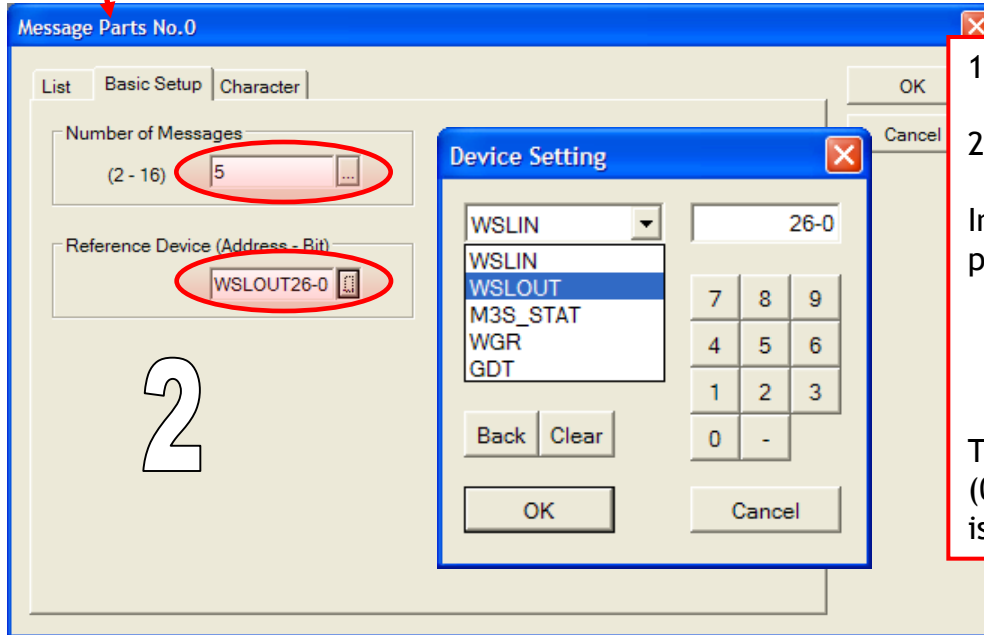 Message Parts No.0
List Basic Setup Character
Number of Messages
(2 - 16) 5 ...
Reference Device (Address - Bit)
WSLOUT26-0
2
OK
Cancel
Device Setting
WSLIN 26-0
WSLIN
WSLOUT
M3S_STAT
WGR
GDT
7 8 9
4 5 6
1 2 3
0 -
Back Clear
OK Cancel
1
2